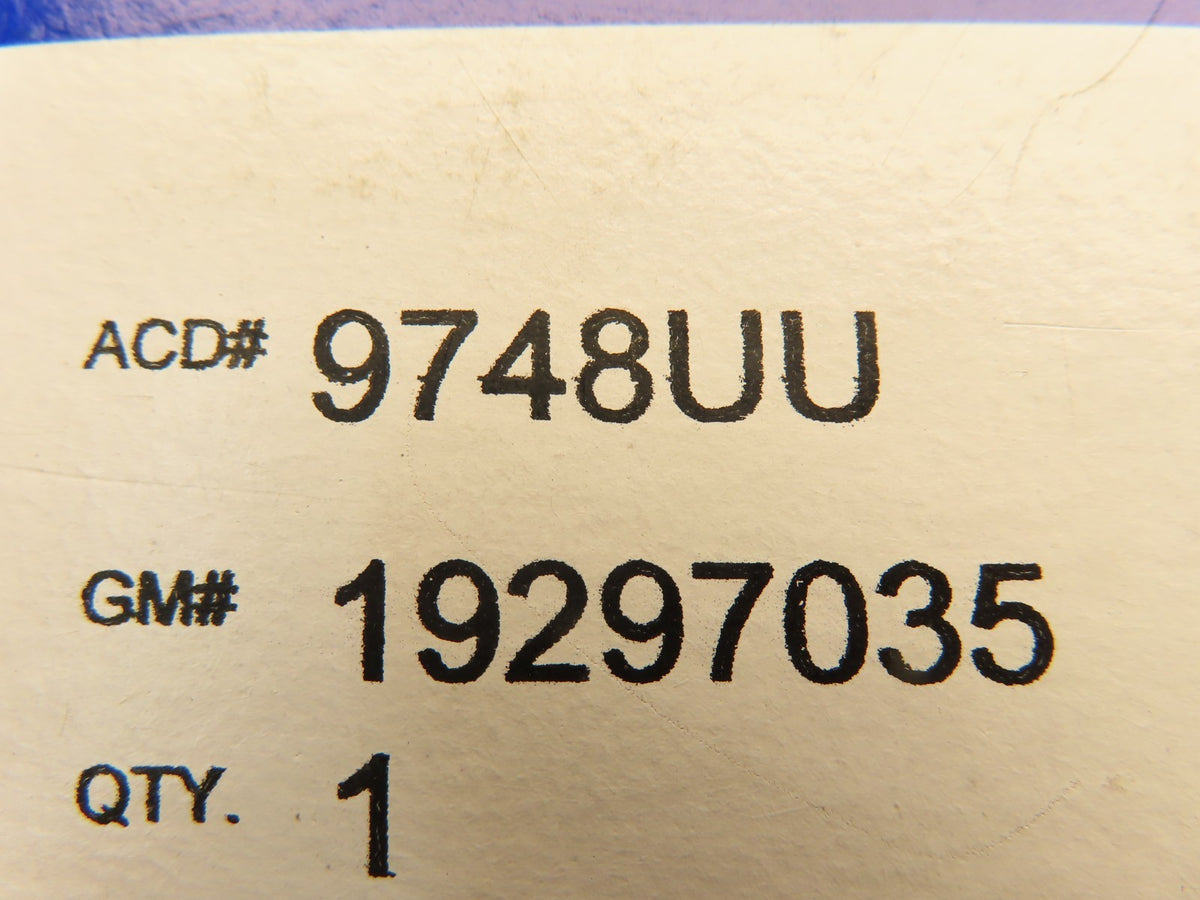 ACD# 9748UU
GM# 19297035
QTY. 1